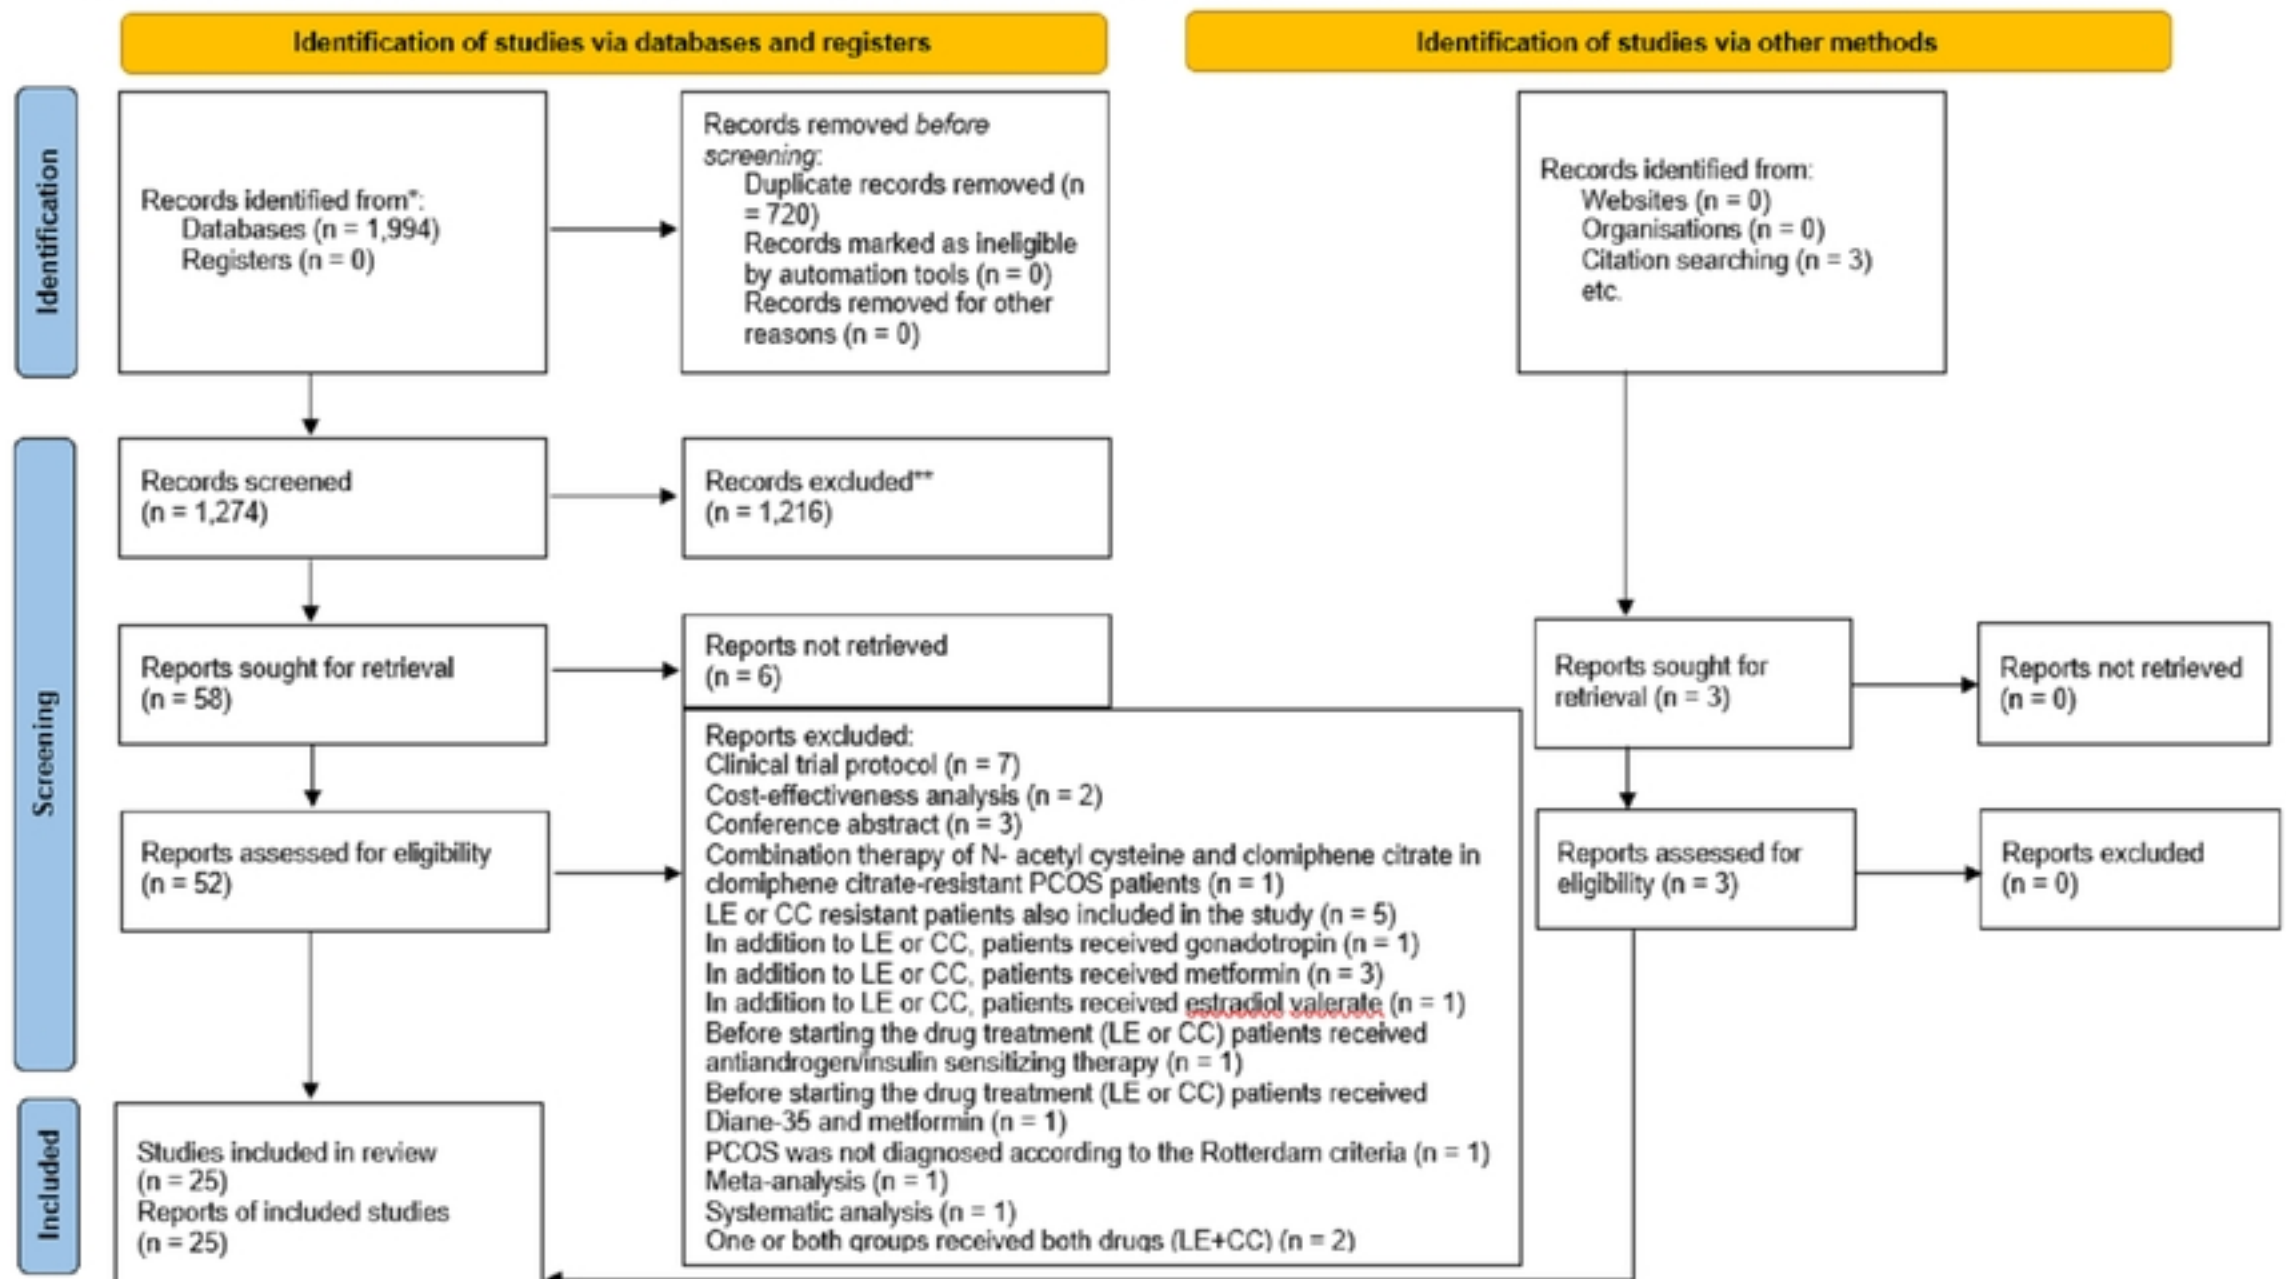 Identification of studies via databases and registers
Identification of studies via other methods
Identification
Records identified from*:
Databases (n = 1,994)
Registers (n = 0)
Records removed before
screening:
Duplicate records removed (n
= 720)
Records marked as ineligible
by automation tools (n = 0)
Records removed for other
reasons (n = 0)
Records identified from:
Websites (n = 0)
Organisations (n = 0)
Citation searching (n = 3)
etc.
Screening
Records screened
(n = 1,274)
Records excluded**
(n = 1,216)
Reports sought for retrieval
(n = 58)
Reports not retrieved
(n = 6)
Reports sought for
retrieval (n = 3)
Reports not retrieved
(n = 0)
Reports assessed for eligibility
(n = 52)
Reports excluded:
Clinical trial protocol (n = 7)
Cost-effectiveness analysis (n = 2)
Conference abstract (n = 3)
Combination therapy of N- acetyl cysteine and clomiphene citrate in
clomiphene citrate-resistant PCOS patients (n = 1)
LE or CC resistant patients also included in the study (n = 5)
In addition to LE or CC, patients received gonadotropin (n = 1)
In addition to LE or CC, patients received metformin (n = 3)
In addition to LE or CC, patients received estradiol valerate (n = 1)
Before starting the drug treatment (LE or CC) patients received
antiandrogen/insulin sensitizing therapy (n = 1)
Before starting the drug treatment (LE or CC) patients received
Diane-35 and metformin (n = 1)
PCOS was not diagnosed according to the Rotterdam criteria (n = 1)
Meta-analysis (n = 1)
Systematic analysis (n = 1)
One or both groups received both drugs (LE+CC) (n = 2)
Reports assessed for
eligibility (n = 3)
Reports excluded
(n = 0)
Included
Studies included in review
(n = 25)
Reports of included studies
(n = 25)